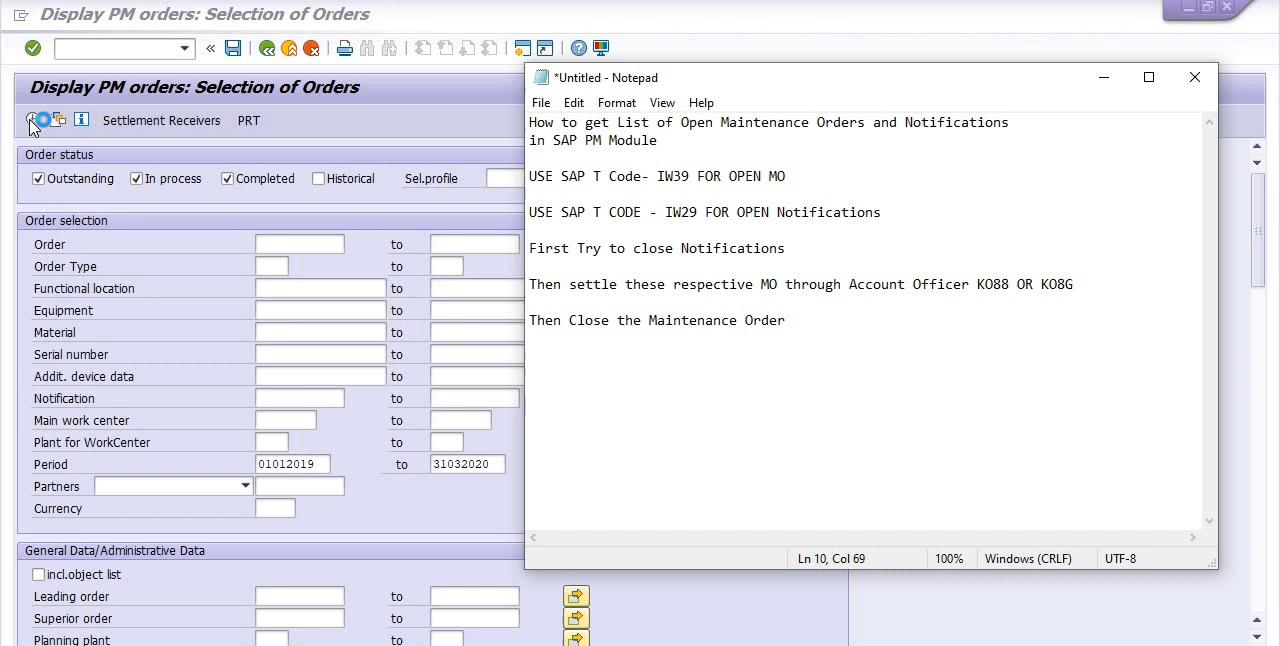 Display PM orders: Selection of Orders
Display PM orders: Selection of Orders
Settlement Receivers PRT
Order status
Outstanding In process Completed Historical Sel.profile
Order selection
Order to
Order Type to
Functional location to
Equipment to
Material to
Serial number to
Addit. device data to
Notification to
Main work center to
Plant for WorkCenter to
Period 01012019 to 31032020
Partners
Currency
General Data/Administrative Data
incl.object list
Leading order to
Superior order to
Planning plant to
*Untitled - Notepad
File Edit Format View Help
How to get List of Open Maintenance Orders and Notifications
in SAP PM Module
USE SAP T Code- IW39 FOR OPEN MO
USE SAP T CODE - IW29 FOR OPEN Notifications
First Try to close Notifications
Then settle these respective MO through Account Officer KO88 OR KO8G
Then Close the Maintenance Order
Ln 10, Col 69 100% Windows (CRLF) UTF-8